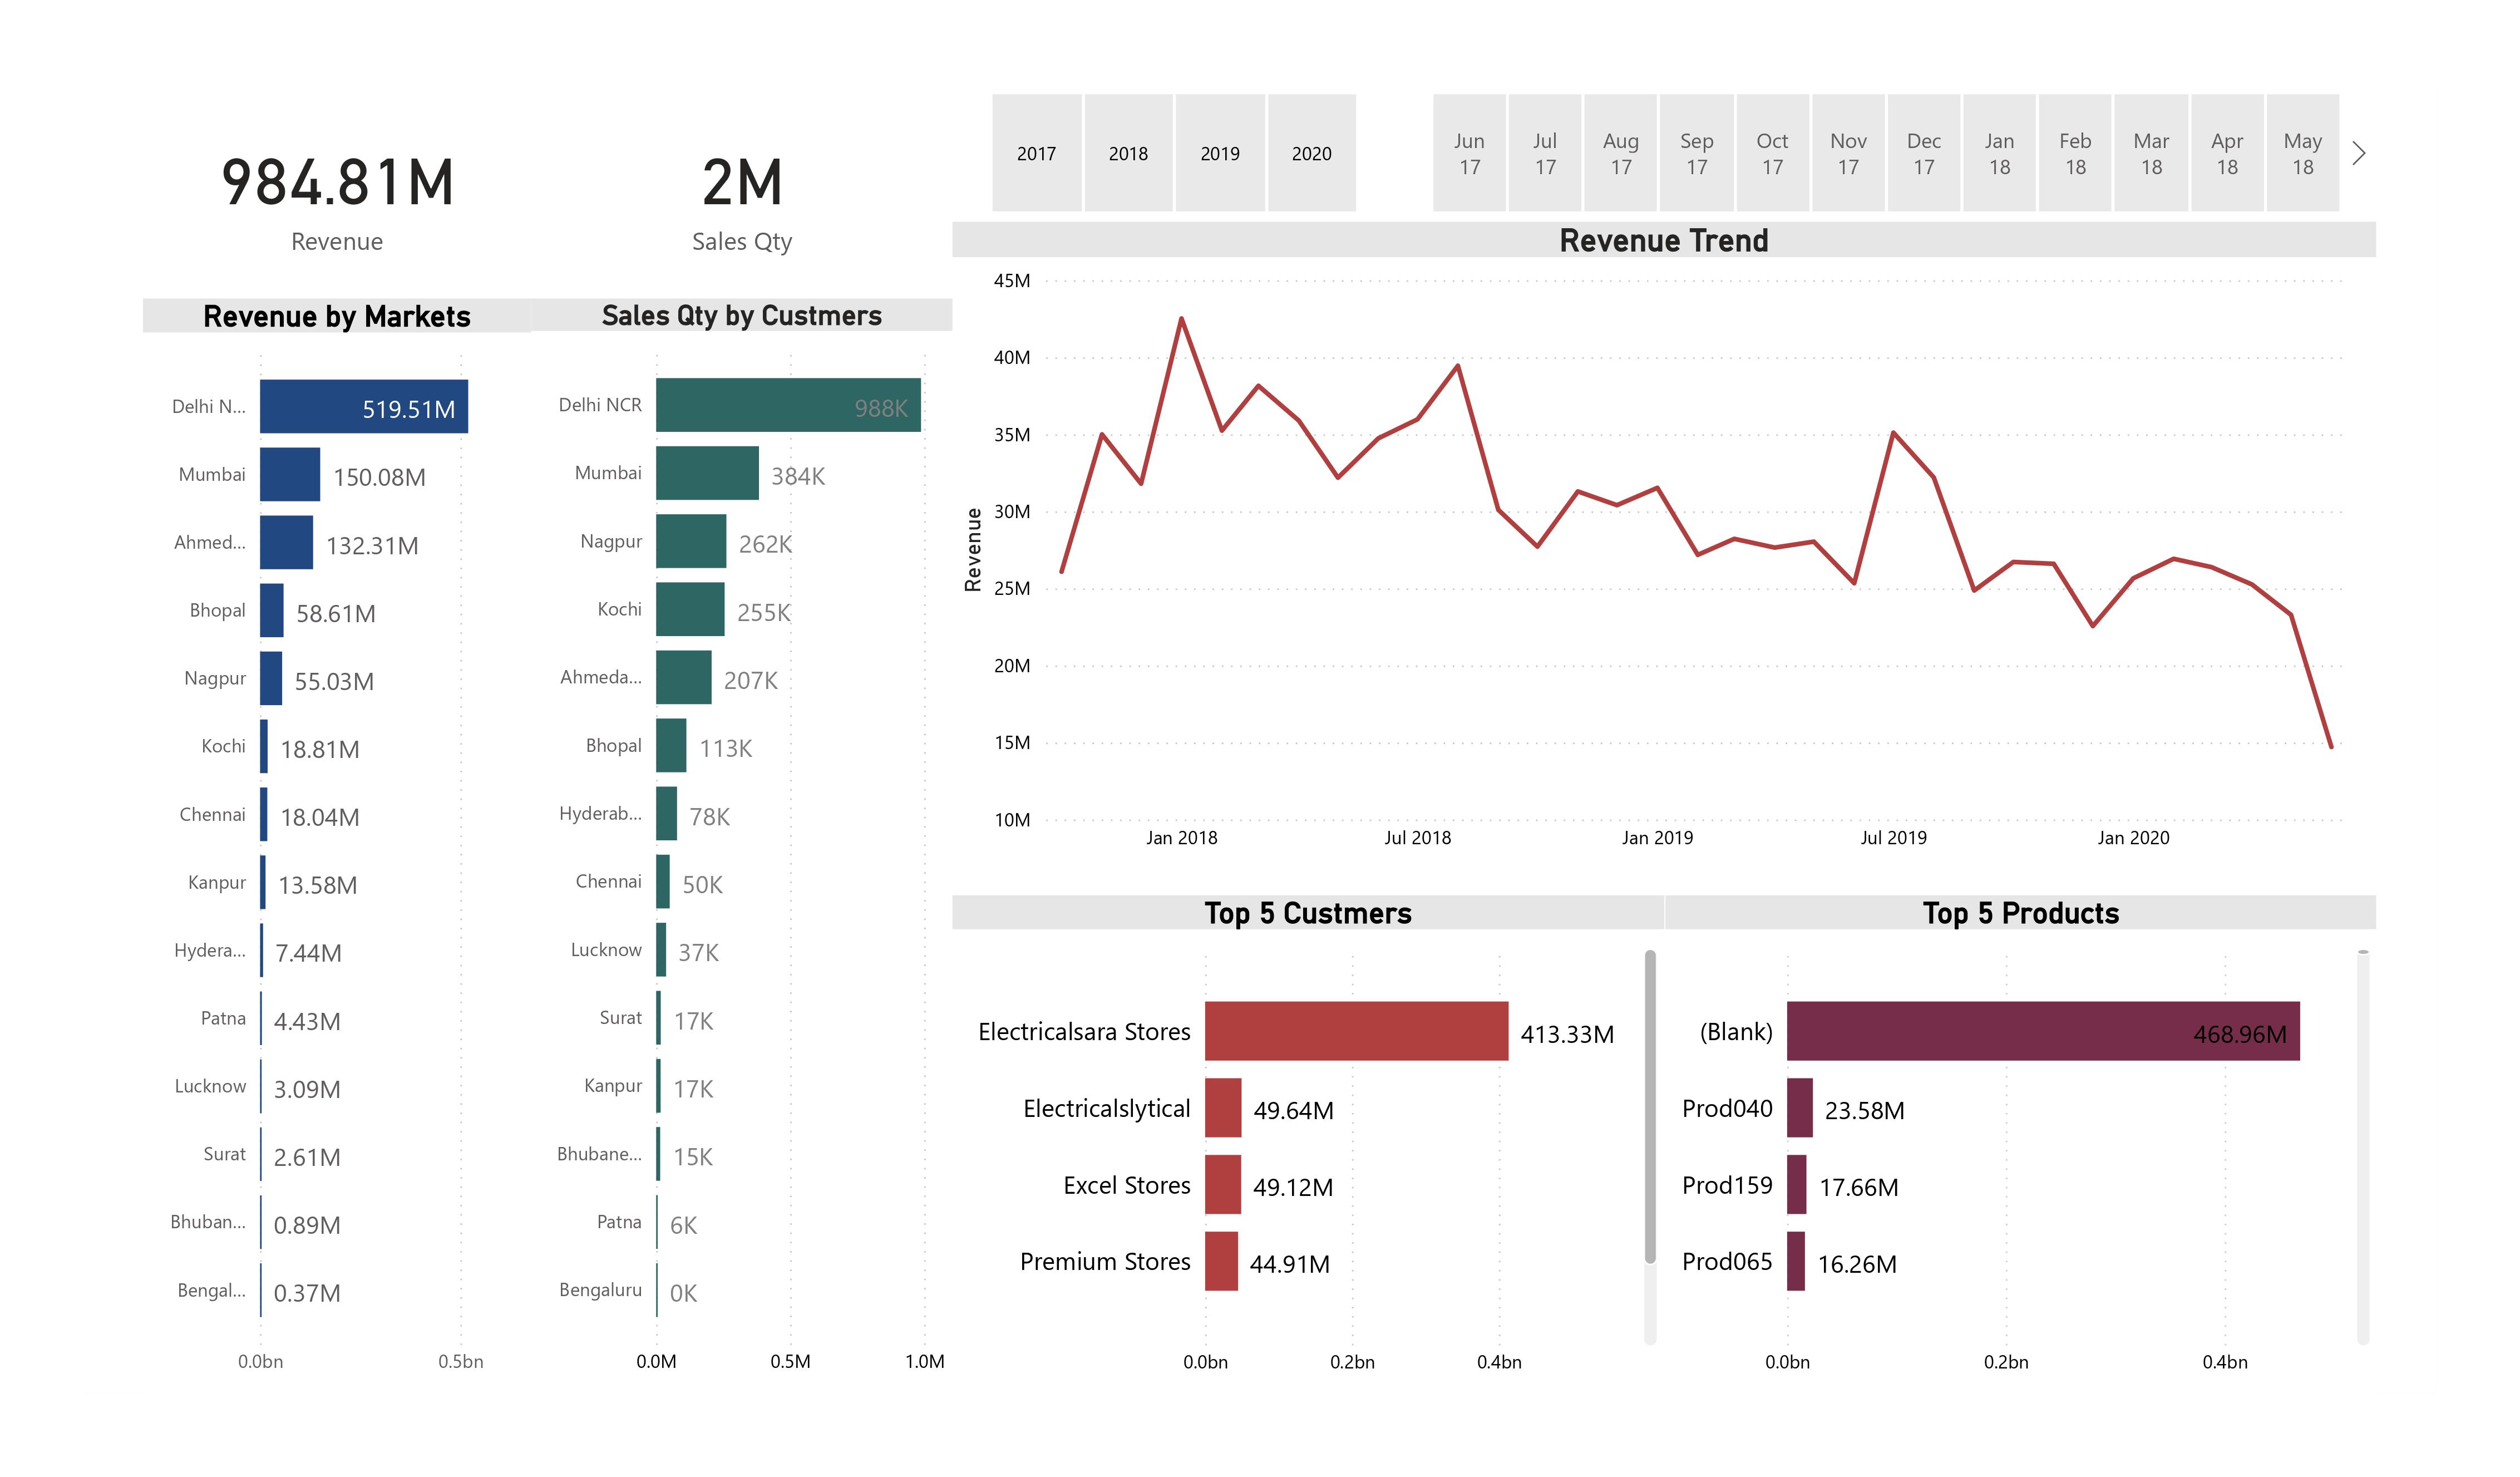 984.81M
Revenue
2M
Sales Qty
2017 2018 2019 2020
Jun 17
Jul 17
Aug 17
Sep 17
Oct 17
Nov 17
Dec 17
Jan 18
Feb 18
Mar 18
Apr 18
May 18
Revenue by Markets
Delhi N... 519.51M
Mumbai 150.08M
Ahmed... 132.31M
Bhopal 58.61M
Nagpur 55.03M
Kochi 18.81M
Chennai 18.04M
Kanpur 13.58M
Hydera... 7.44M
Patna 4.43M
Lucknow 3.09M
Surat 2.61M
Bhuban... 0.89M
Bengal... 0.37M
0.0bn 0.5bn
Sales Qty by Custmers
Delhi NCR 988K
Mumbai 384K
Nagpur 262K
Kochi 255K
Ahmeda... 207K
Bhopal 113K
Hyderab... 78K
Chennai 50K
Lucknow 37K
Surat 17K
Kanpur 17K
Bhubane... 15K
Patna 6K
Bengaluru 0K
0.0M 0.5M 1.0M
Revenue Trend
Revenue
45M
40M
35M
30M
25M
20M
15M
10M
Jan 2018 Jul 2018 Jan 2019 Jul 2019 Jan 2020
Top 5 Custmers
Electricalsara Stores 413.33M
Electricalslytical 49.64M
Excel Stores 49.12M
Premium Stores 44.91M
0.0bn 0.2bn 0.4bn
Top 5 Products
(Blank) 468.96M
Prod040 23.58M
Prod159 17.66M
Prod065 16.26M
0.0bn 0.2bn 0.4bn